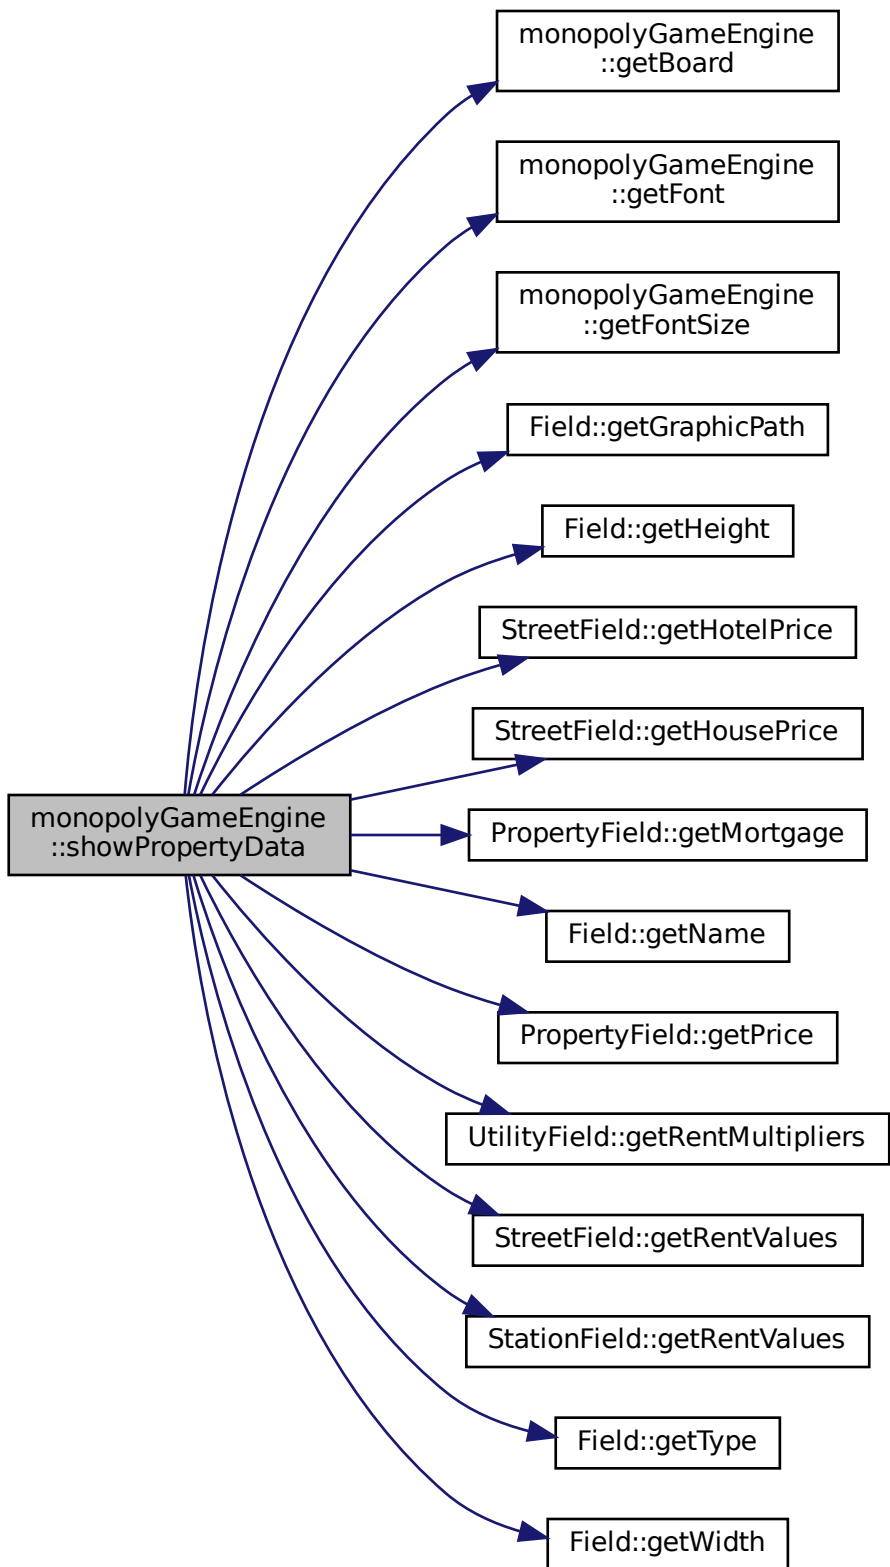 monopolyGameEngine
::getBoard
monopolyGameEngine
::getFont
monopolyGameEngine
::getFontSize
Field::getGraphicPath
Field::getHeight
StreetField::getHotelPrice
StreetField::getHousePrice
monopolyGameEngine
::showPropertyData
PropertyField::getMortgage
Field::getName
PropertyField::getPrice
UtilityField::getRentMultipliers
StreetField::getRentValues
StationField::getRentValues
Field::getType
Field::getWidth